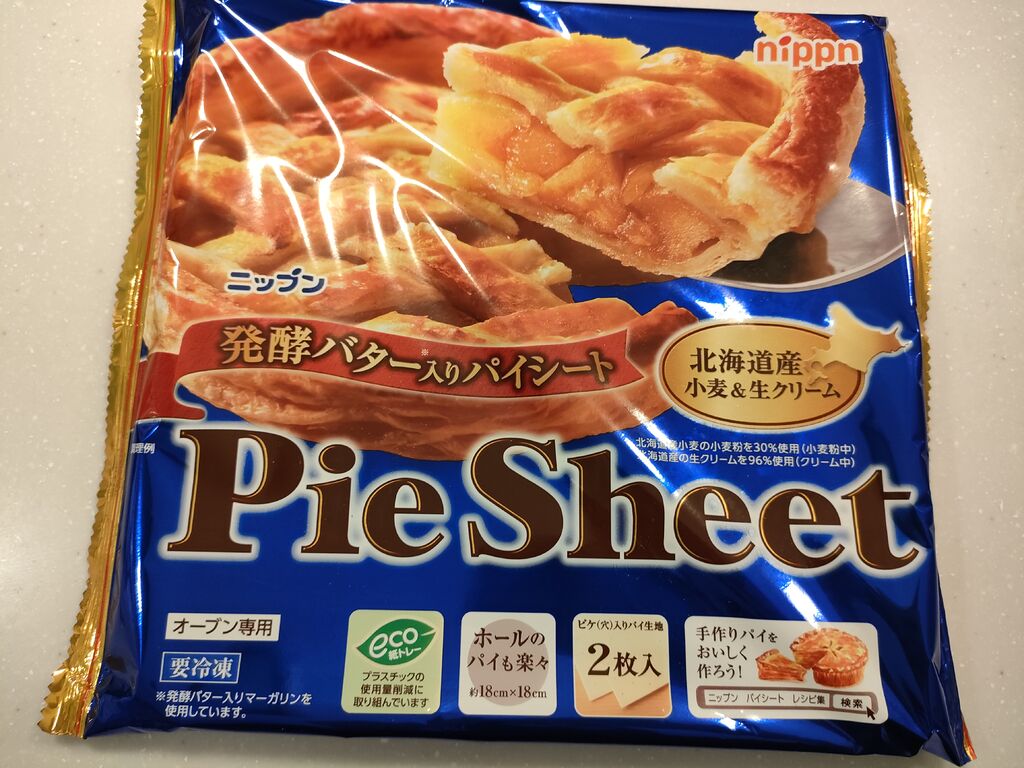 nippn
ニップン
発酵バター※入りパイシート
北海道産
小麦&生クリーム
北海道産小麦の小麦粉を30%使用(小麦粉中)
北海道産の生クリームを96%使用(クリーム中)
調理例
Pie Sheet
オーブン専用
要冷凍
※発酵バター入りマーガリンを
使用しています。
eco
紙トレー
プラスチックの
使用量削減に
取り組んでいます
ホールの
パイも楽々
約18cm×18cm
ピケ(穴)入りパイ生地
2枚入
手作りパイを
おいしく
作ろう!
ニップン パイシート レシピ集 検索